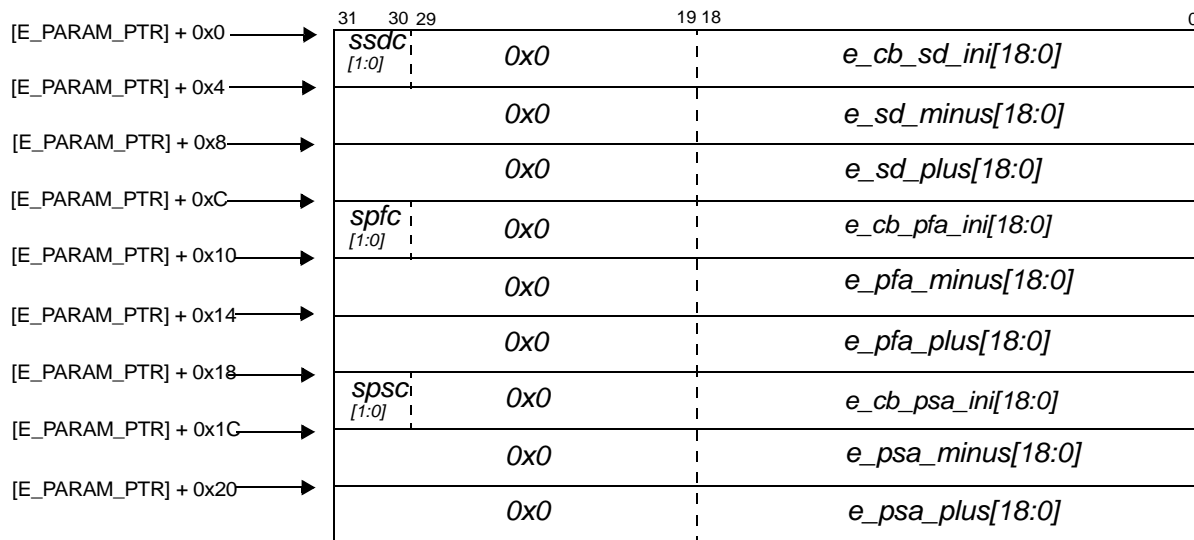 31 30 29 19 18 0
[E_PARAM_PTR] + 0x0
ssdc [1:0] 0x0 e_cb_sd_ini[18:0]
[E_PARAM_PTR] + 0x4
0x0 e_sd_minus[18:0]
[E_PARAM_PTR] + 0x8
0x0 e_sd_plus[18:0]
[E_PARAM_PTR] + 0xC
spfc [1:0] 0x0 e_cb_pfa_ini[18:0]
[E_PARAM_PTR] + 0x10
0x0 e_pfa_minus[18:0]
[E_PARAM_PTR] + 0x14
0x0 e_pfa_plus[18:0]
[E_PARAM_PTR] + 0x18
spsc [1:0] 0x0 e_cb_psa_ini[18:0]
[E_PARAM_PTR] + 0x1C
0x0 e_psa_minus[18:0]
[E_PARAM_PTR] + 0x20
0x0 e_psa_plus[18:0]